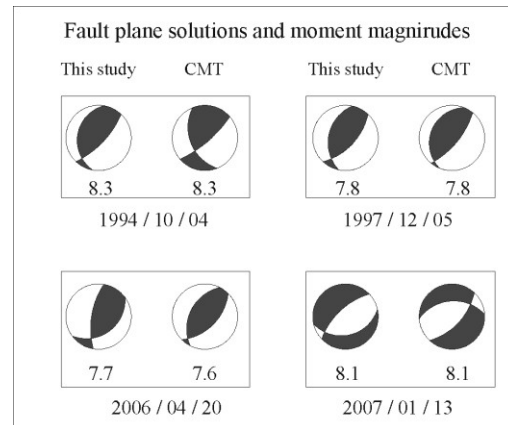 Fault plane solutions and moment magnirudes
This study CMT This study CMT
8.3 8.3 7.8 7.8
1994 / 10 / 04 1997 / 12 / 05
7.7 7.6 8.1 8.1
2006 / 04 / 20 2007 / 01 / 13